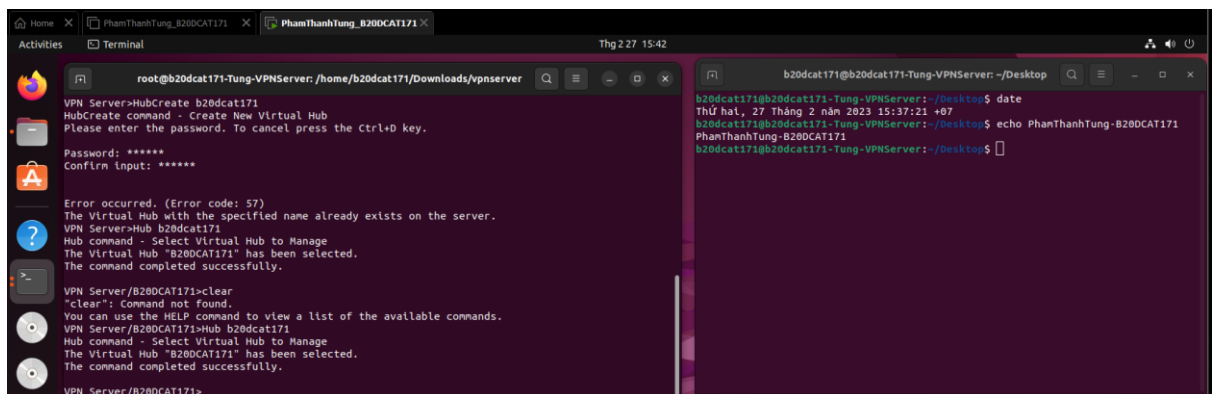 Home
PhamThanhTung_B20DCAT171
PhamThanhTung_B20DCAT171
Activities
Terminal
Thg 2 27 15:42
root@b20dcat171-Tung-VPNServer: /home/b20dcat171/Downloads/vpnserver
VPN Server>HubCreate b20dcat171
HubCreate command - Create New Virtual Hub
Please enter the password. To cancel press the Ctrl+D key.
Password: ******
Confirm input: ******
Error occurred. (Error code: 57)
The Virtual Hub with the specified name already exists on the server.
VPN Server>Hub b20dcat171
Hub command - Select Virtual Hub to Manage
The Virtual Hub "B20DCAT171" has been selected.
The command completed successfully.
VPN Server/B20DCAT171>clear
"clear": Command not found.
You can use the HELP command to view a list of the available commands.
VPN Server/B20DCAT171>Hub b20dcat171
Hub command - Select Virtual Hub to Manage
The Virtual Hub "B20DCAT171" has been selected.
The command completed successfully.
VPN Server/B20DCAT171>
b20dcat171@b20dcat171-Tung-VPNServer: ~/Desktop
b20dcat171@b20dcat171-Tung-VPNServer:~/Desktop$ date
Thứ hai, 27 Tháng 2 năm 2023 15:37:21 +07
b20dcat171@b20dcat171-Tung-VPNServer:~/Desktop$ echo PhamThanhTung-B20DCAT171
PhamThanhTung-B20DCAT171
b20dcat171@b20dcat171-Tung-VPNServer:~/Desktop$